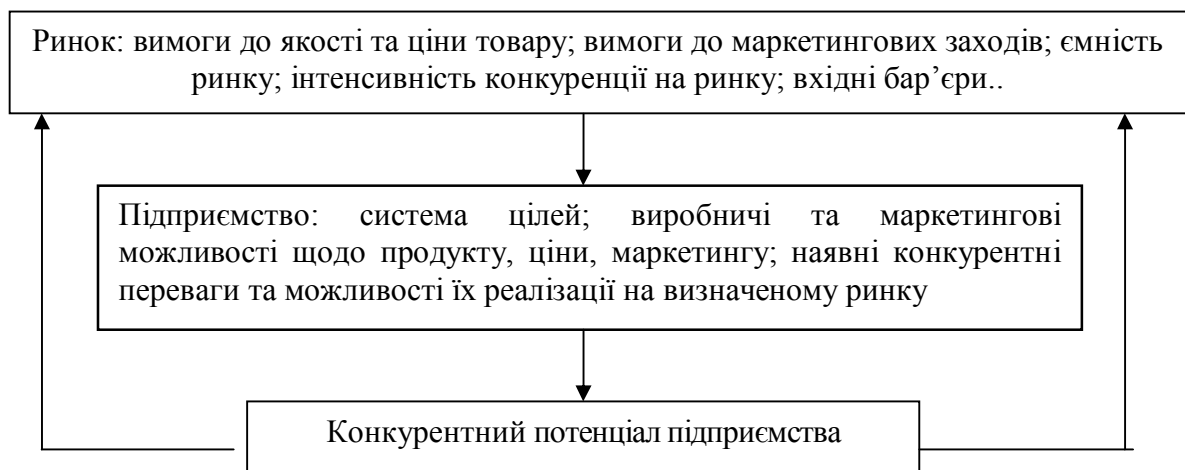 Ринок: вимоги до якості та ціни товару; вимоги до маркетингових заходів; ємність
ринку; інтенсивність конкуренції на ринку; вхідні бар’єри..
Підприємство: система цілей; виробничі та маркетингові
можливості щодо продукту, ціни, маркетингу; наявні конкурентні
переваги та можливості їх реалізації на визначеному ринку
Конкурентний потенціал підприємства